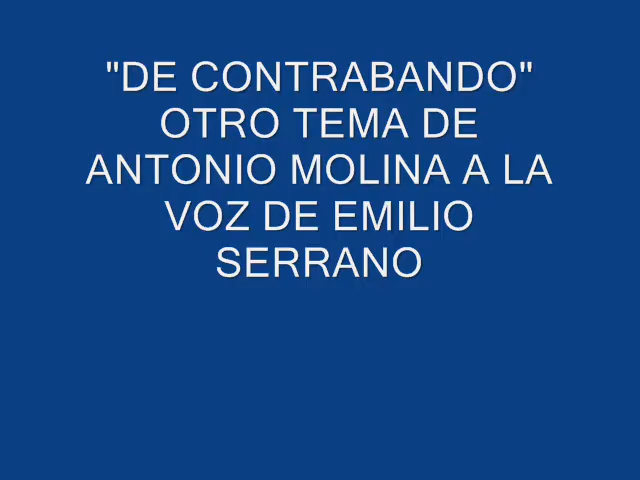 "DE CONTRABANDO"
OTRO TEMA DE
ANTONIO MOLINA A LA
VOZ DE EMILIO
SERRANO